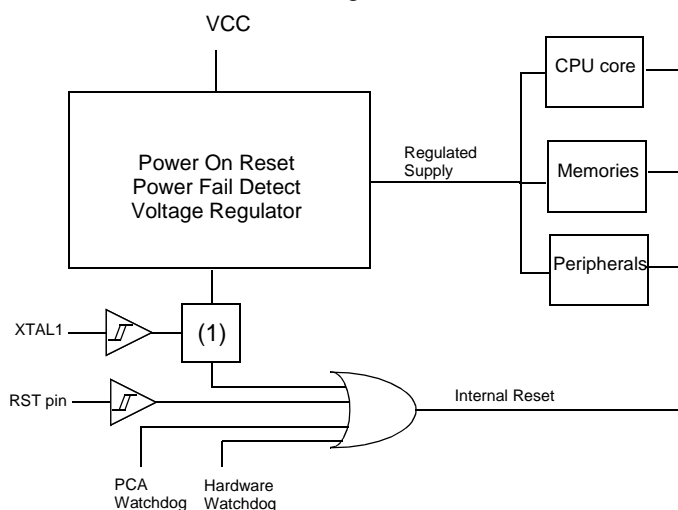 VCC
CPU core
Power On Reset
Power Fail Detect
Voltage Regulator
Regulated
Supply
Memories
Peripherals
XTAL1
(1)
RST pin
Internal Reset
PCA
Watchdog
Hardware
Watchdog